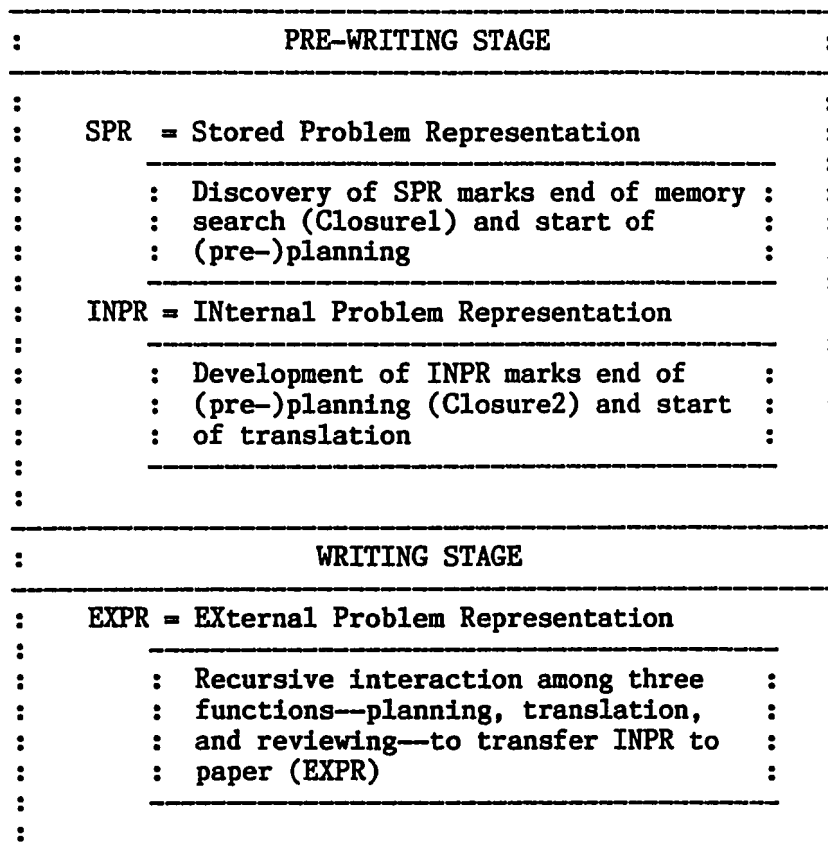 PRE-WRITING STAGE
SPR = Stored Problem Representation
: Discovery of SPR marks end of memory :
: search (Closure1) and start of :
: (pre-)planning :
INPR = INternal Problem Representation
: Development of INPR marks end of :
: (pre-)planning (Closure2) and start :
: of translation :
WRITING STAGE
EXPR = EXternal Problem Representation
: Recursive interaction among three :
: functions—planning, translation, :
: and reviewing—to transfer INPR to :
: paper (EXPR) :